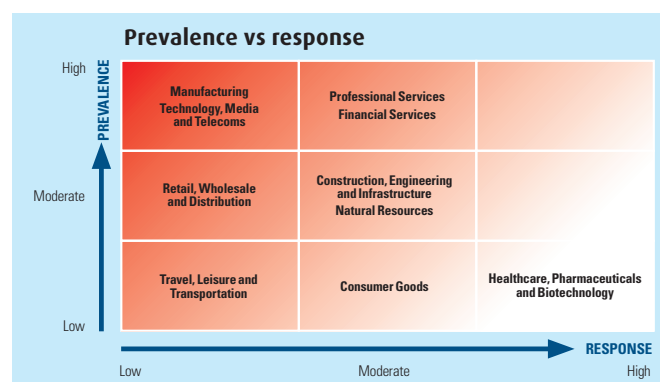 Prevalence vs response
High
PREVALENCE
Manufacturing
Technology, Media
and Telecoms
Professional Services
Financial Services
Moderate
Retail, Wholesale
and Distribution
Construction, Engineering
and Infrastructure
Natural Resources
Travel, Leisure and
Transportation
Consumer Goods
Healthcare, Pharmaceuticals
and Biotechnology
Low
RESPONSE
Low
Moderate
High